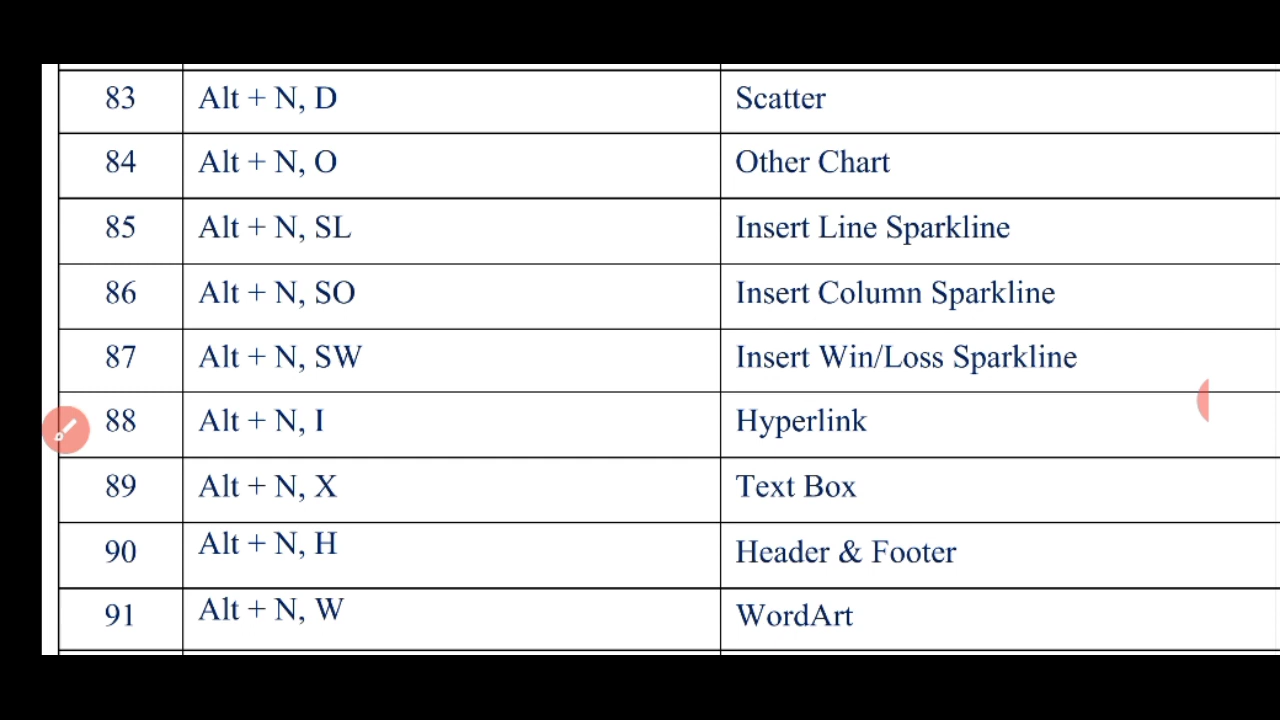 83 Alt + N, D Scatter
84 Alt + N, O Other Chart
85 Alt + N, SL Insert Line Sparkline
86 Alt + N, SO Insert Column Sparkline
87 Alt + N, SW Insert Win/Loss Sparkline
88 Alt + N, I Hyperlink
89 Alt + N, X Text Box
90 Alt + N, H Header & Footer
91 Alt + N, W WordArt